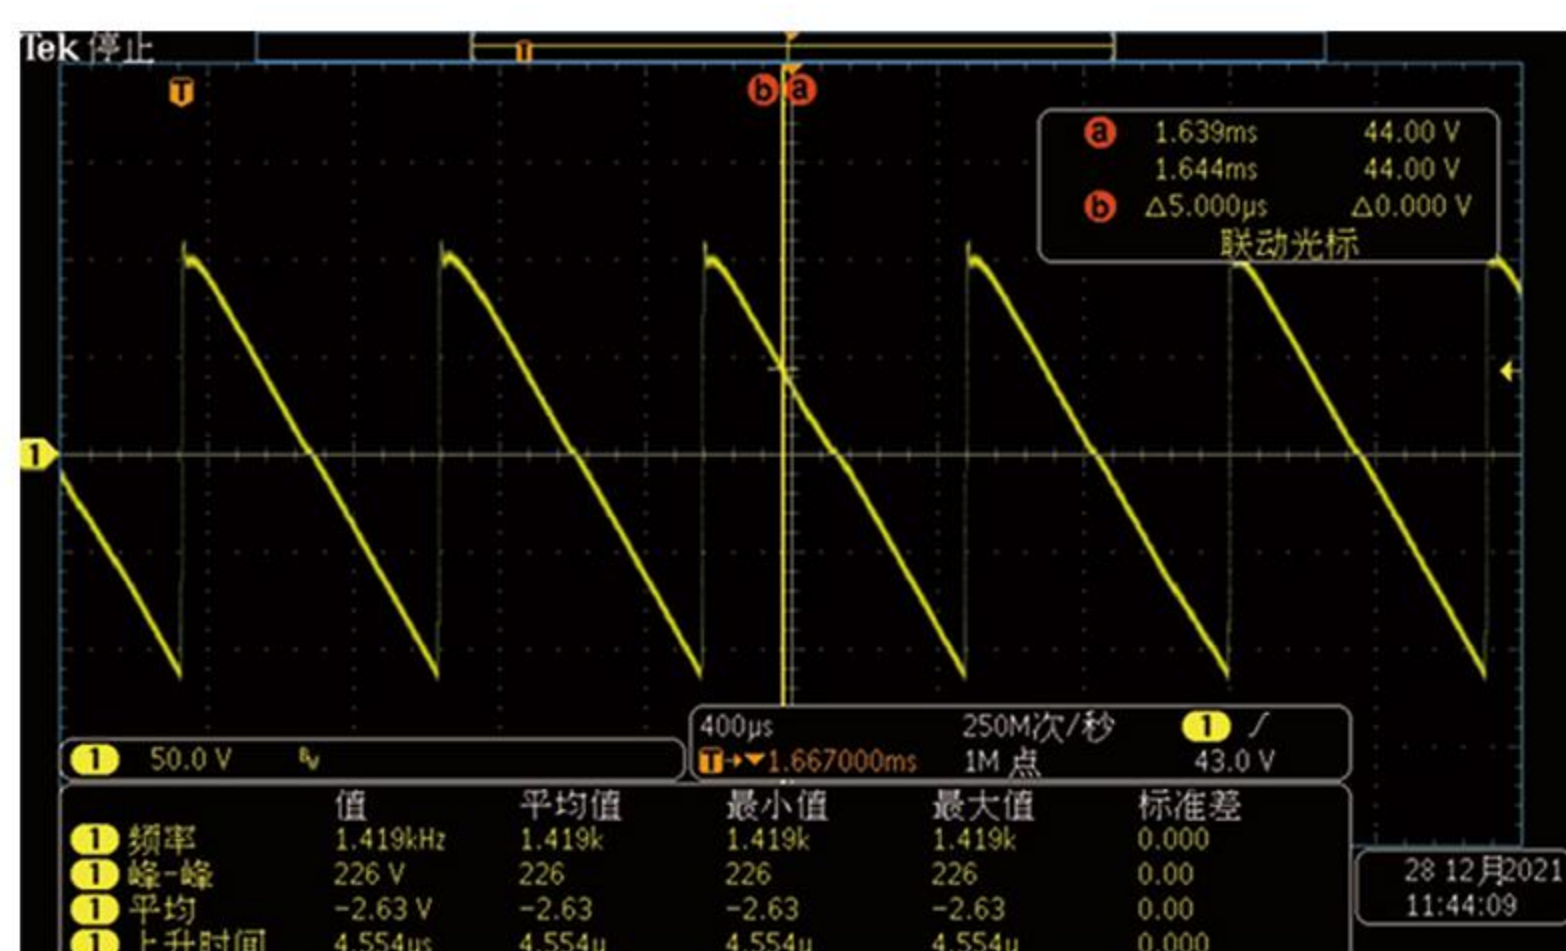 Tek 停止
T
T
b a
a 1.639ms 44.00 V
1.644ms 44.00 V
b Δ5.000μs Δ0.000 V
联动光标
1
400μs 250M次/秒 1
T→▼1.667000ms 1M 点 43.0 V
1 50.0 V BW
值 平均值 最小值 最大值 标准差
1 频率 1.419kHz 1.419k 1.419k 1.419k 0.000
1 峰-峰 226 V 226 226 226 0.00
1 平均 -2.63 V -2.63 -2.63 -2.63 0.00
1 上升时间 4.554μs 4.554μ 4.554μ 4.554μ 0.000
28 12月2021
11:44:09